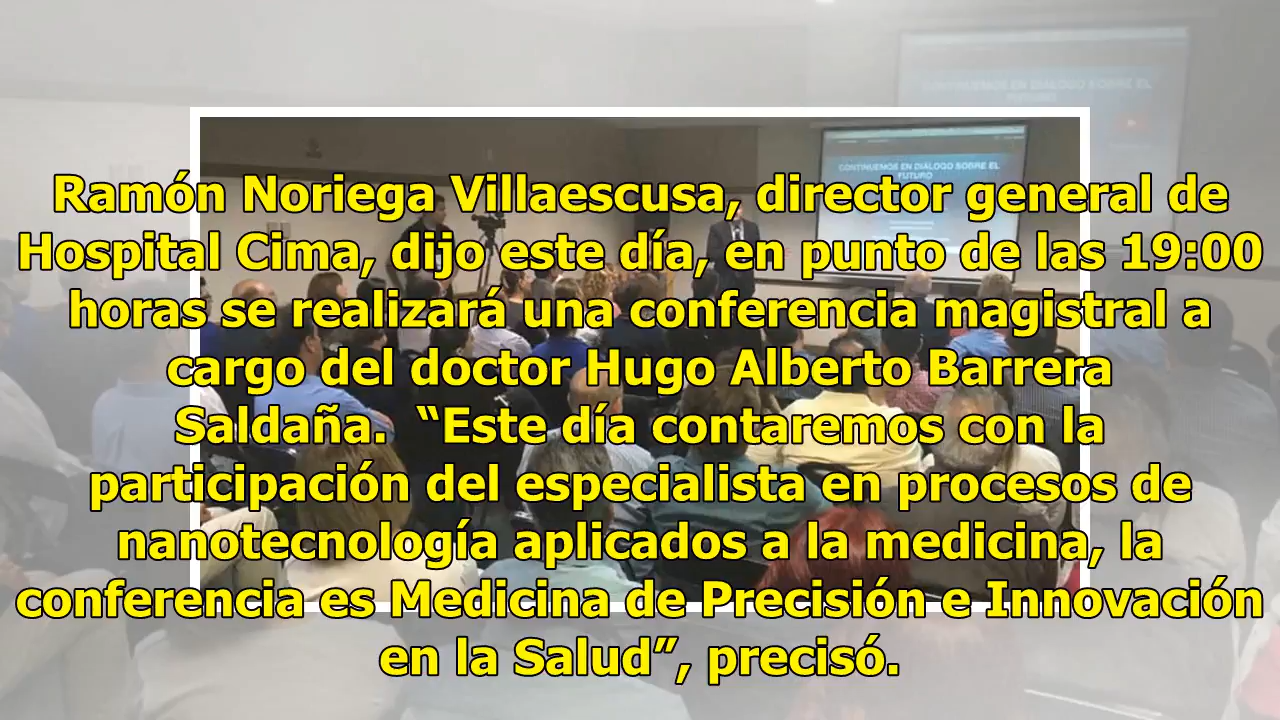 CONTINUEMOS EN DIÁLOGO SOBRE EL
FUTURO
Ramón Noriega Villaescusa, director general de
Hospital Cima, dijo este día, en punto de las 19:00
horas se realizará una conferencia magistral a
cargo del doctor Hugo Alberto Barrera
Saldaña.  “Este día contaremos con la
participación del especialista en procesos de
nanotecnología aplicados a la medicina, la
conferencia es Medicina de Precisión e Innovación
en la Salud”, precisó.